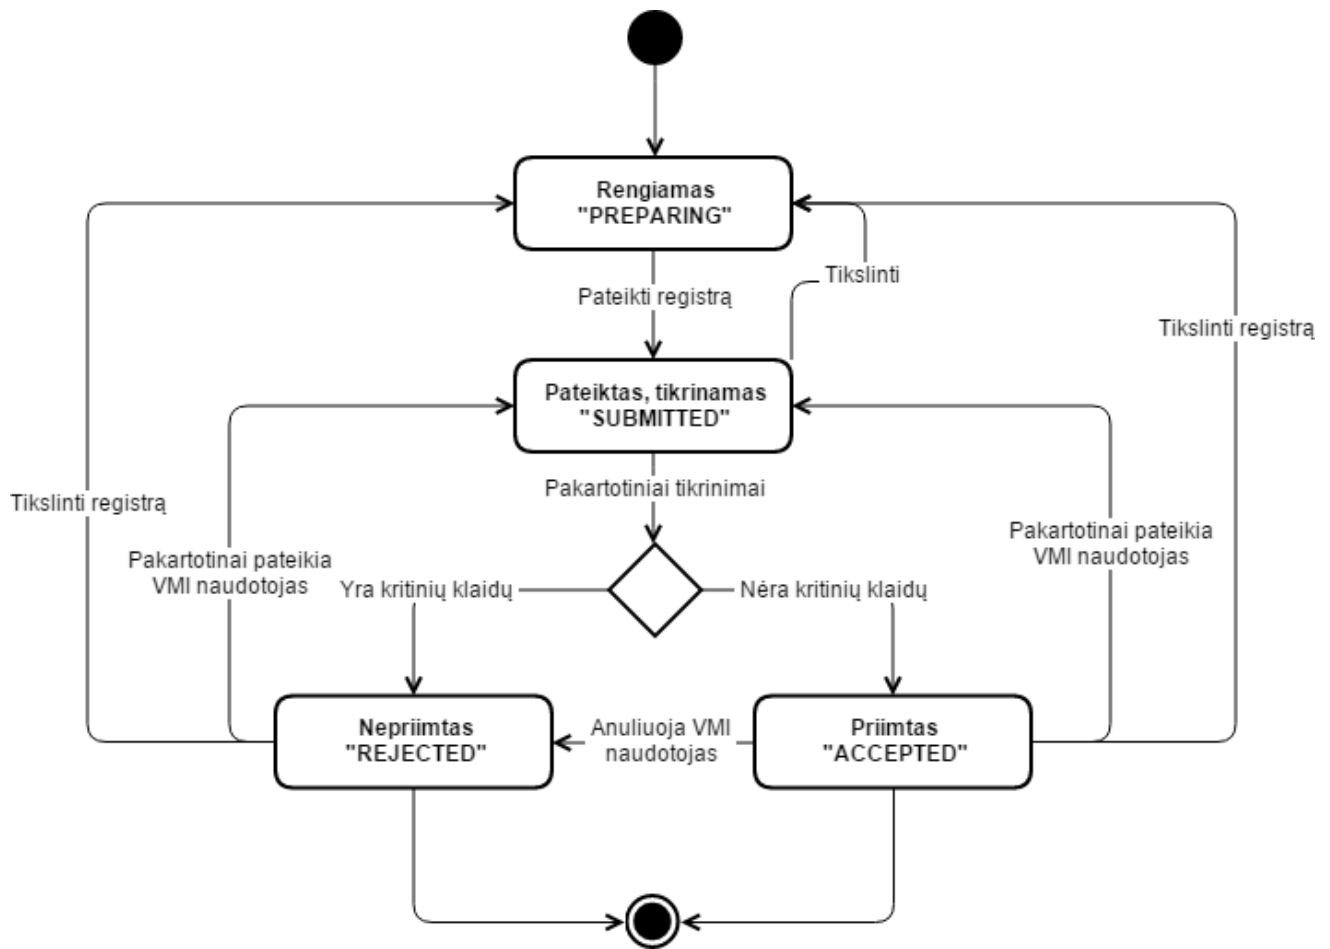 Rengiamas
"PREPARING"
Tikslinti
Pateikti registrą
Tikslinti registrą
Pateiktas, tikrinamas
"SUBMITTED"
Pakartotiniai tikrinimai
Tikslinti registrą
Pakartotinai pateikia
VMI naudotojas
Pakartotinai pateikia
VMI naudotojas
Yra kritinių klaidų
Nėra kritinių klaidų
Nepriimtas
"REJECTED"
Anuliuoja VMI
naudotojas
Priimtas
"ACCEPTED"